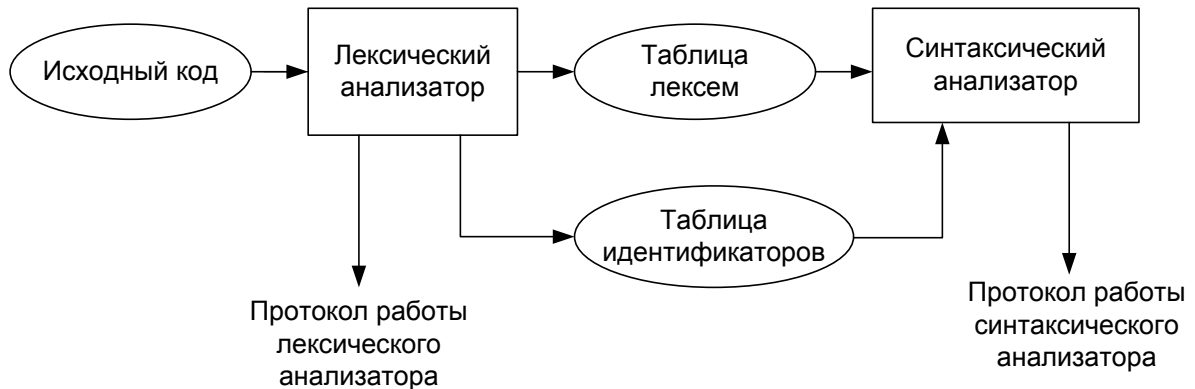 Исходный код
Лексический
анализатор
Таблица
лексем
Синтаксический
анализатор
Таблица
идентификаторов
Протокол работы
лексического
анализатора
Протокол работы
синтаксического
анализатора